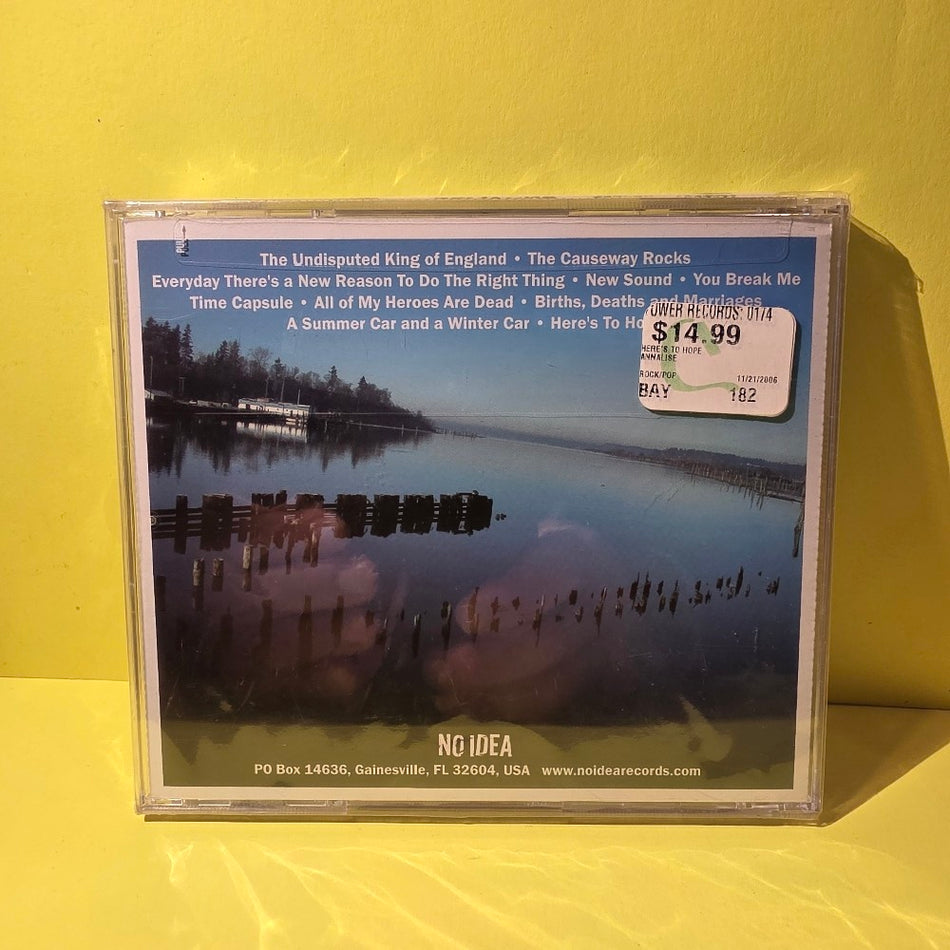 The Undisputed King of England • The Causeway Rocks
Everyday There's a New Reason To Do The Right Thing • New Sound • You Break Me
Time Capsule • All of My Heroes Are Dead • Births, Deaths and Marriages
A Summer Car and a Winter Car • Here's To Ho
OWER RECORDS: 0174
$14.99
HERE'S TO HOPE
ANNALISE
ROCK/POP 11/21/2006
BAY 182
NO IDEA
PO Box 14636, Gainesville, FL 32604, USA www.noidearecords.com